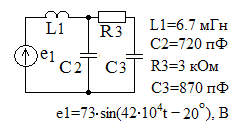 L1
R3
e1
C2
C3
L1=6.7 мГн
C2=720 пФ
R3=3 кОм
C3=870 пФ
e1=73·sin(42·10⁴t − 20°), В